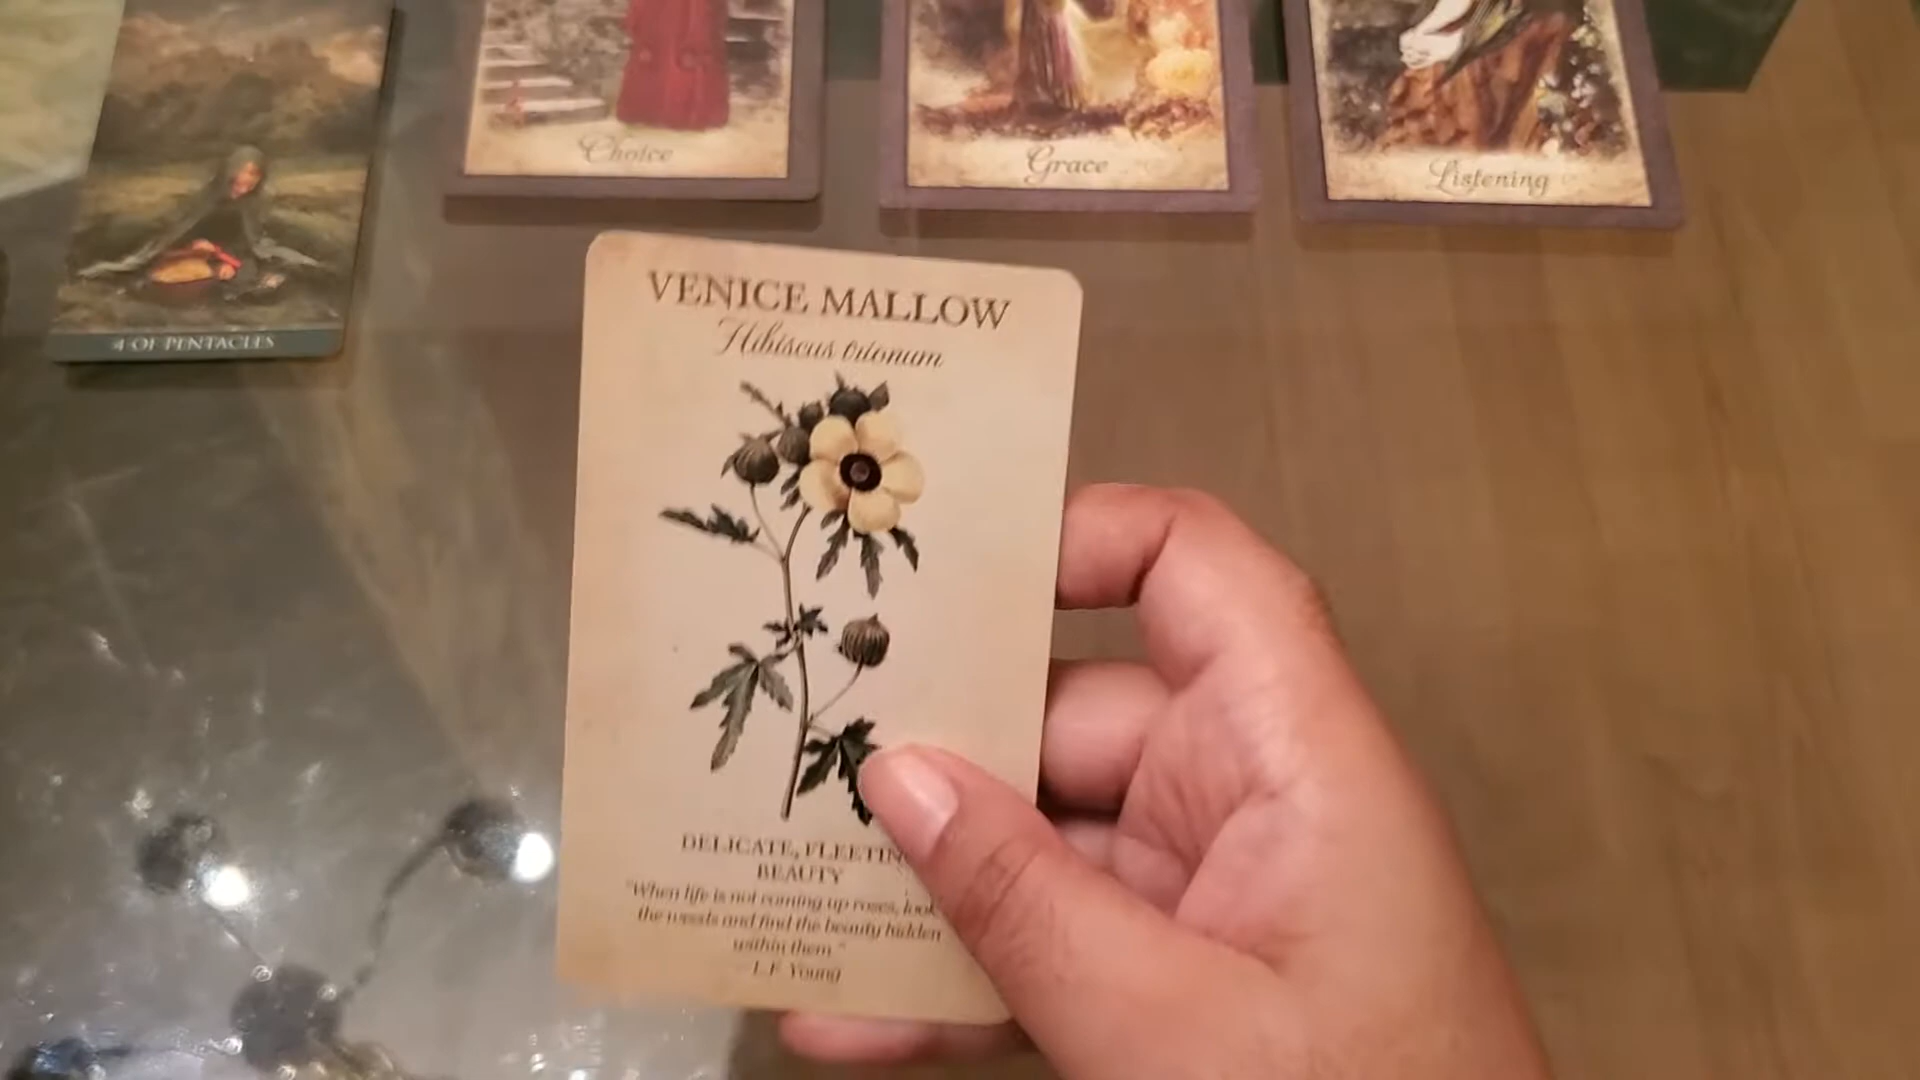 Choice
Grace
Listening
4 OF PENTACLES
VENICE MALLOW
Hibiscus trionum
DELICATE, FLEETING
BEAUTY
"When life is not coming up roses, look
the weeds and find the beauty hidden
within them."
— L.F. Young